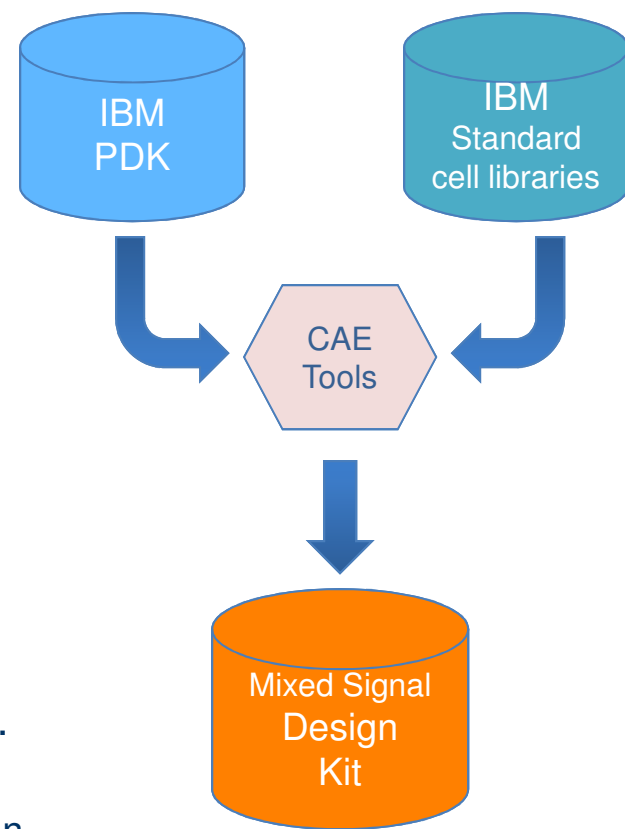 IBM
PDK
IBM
Standard
cell libraries
CAE
Tools
Mixed Signal
Design
Kit
.
n